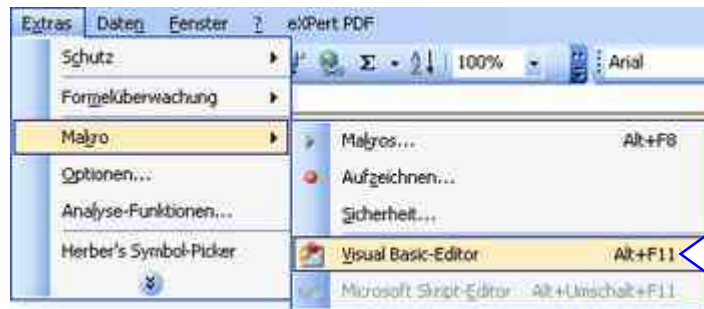 Extras Daten Fenster ? eXPert PDF
Schutz
Σ 100% Arial
Formelüberwachung
Makro
Makros... Alt+F8
Optionen...
Aufzeichnen...
Analyse-Funktionen...
Sicherheit...
Herber's Symbol-Picker
Visual Basic-Editor Alt+F11
Microsoft Skript-Editor Alt+Umschalt+F11